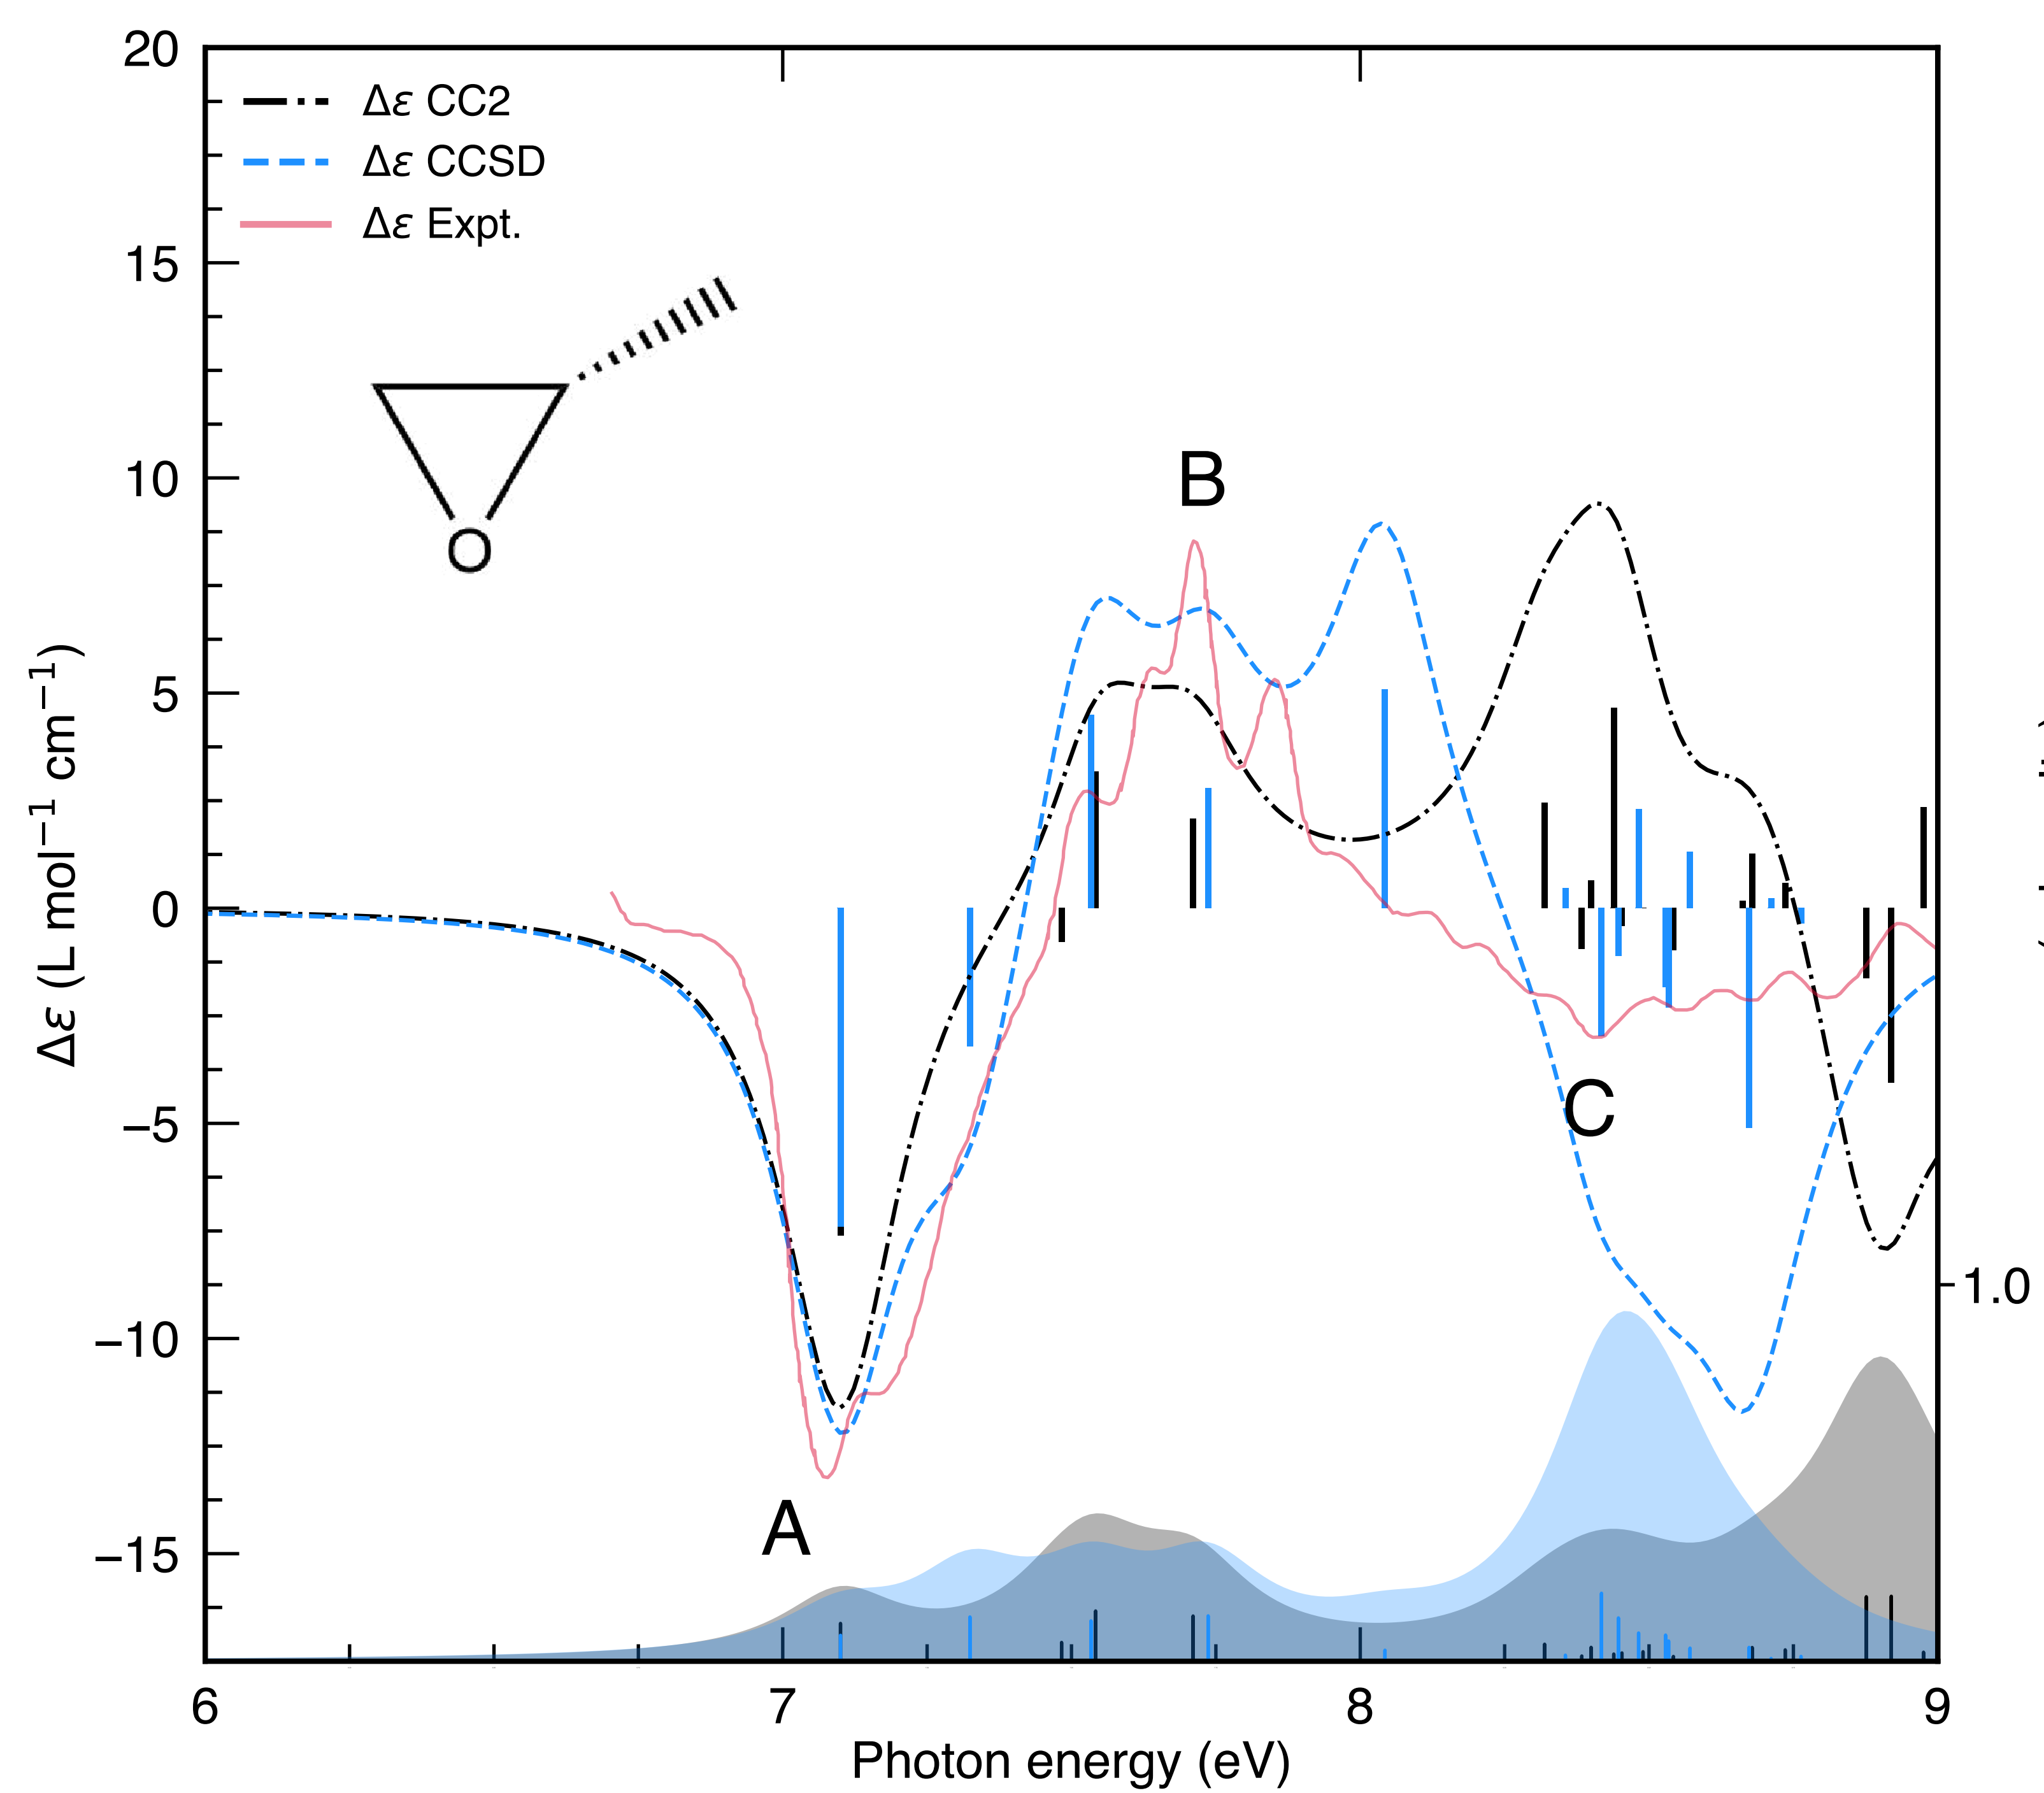 20
15
10
5
0
−5
−10
−15
Δε (L mol⁻¹ cm⁻¹)
Δε CC2
Δε CCSD
Δε Expt.
O
A
B
C
1.0
6
7
8
9
Photon energy (eV)